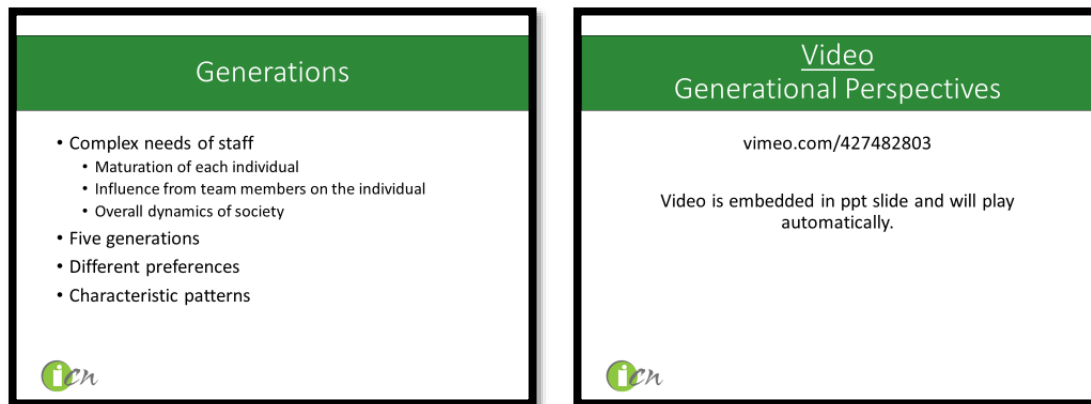 Generations
• Complex needs of staff
• Maturation of each individual
• Influence from team members on the individual
• Overall dynamics of society
• Five generations
• Different preferences
• Characteristic patterns
icn
Video
Generational Perspectives
vimeo.com/427482803
Video is embedded in ppt slide and will play
automatically.
icn